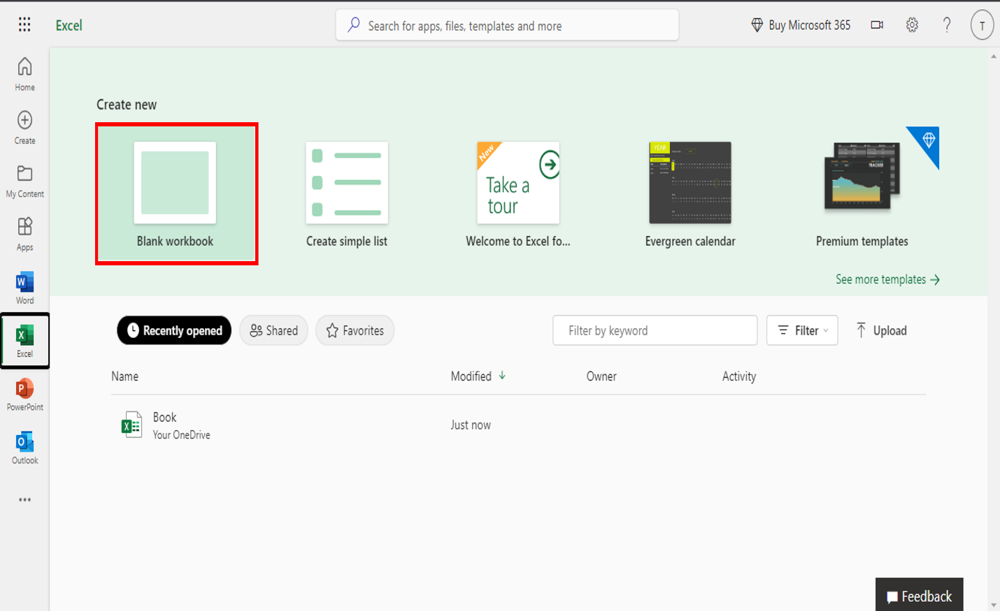 Excel
Search for apps, files, templates and more
Buy Microsoft 365
T
Home
Create
My Content
Apps
Word
Excel
PowerPoint
Outlook
Create new
Blank workbook
Create simple list
New
Take a
tour
Welcome to Excel fo...
YEAR
Evergreen calendar
TRACKER
Premium templates
See more templates
Recently opened
Shared
Favorites
Filter by keyword
Filter
Upload
Name
Modified
Owner
Activity
Book
Your OneDrive
Just now
Feedback